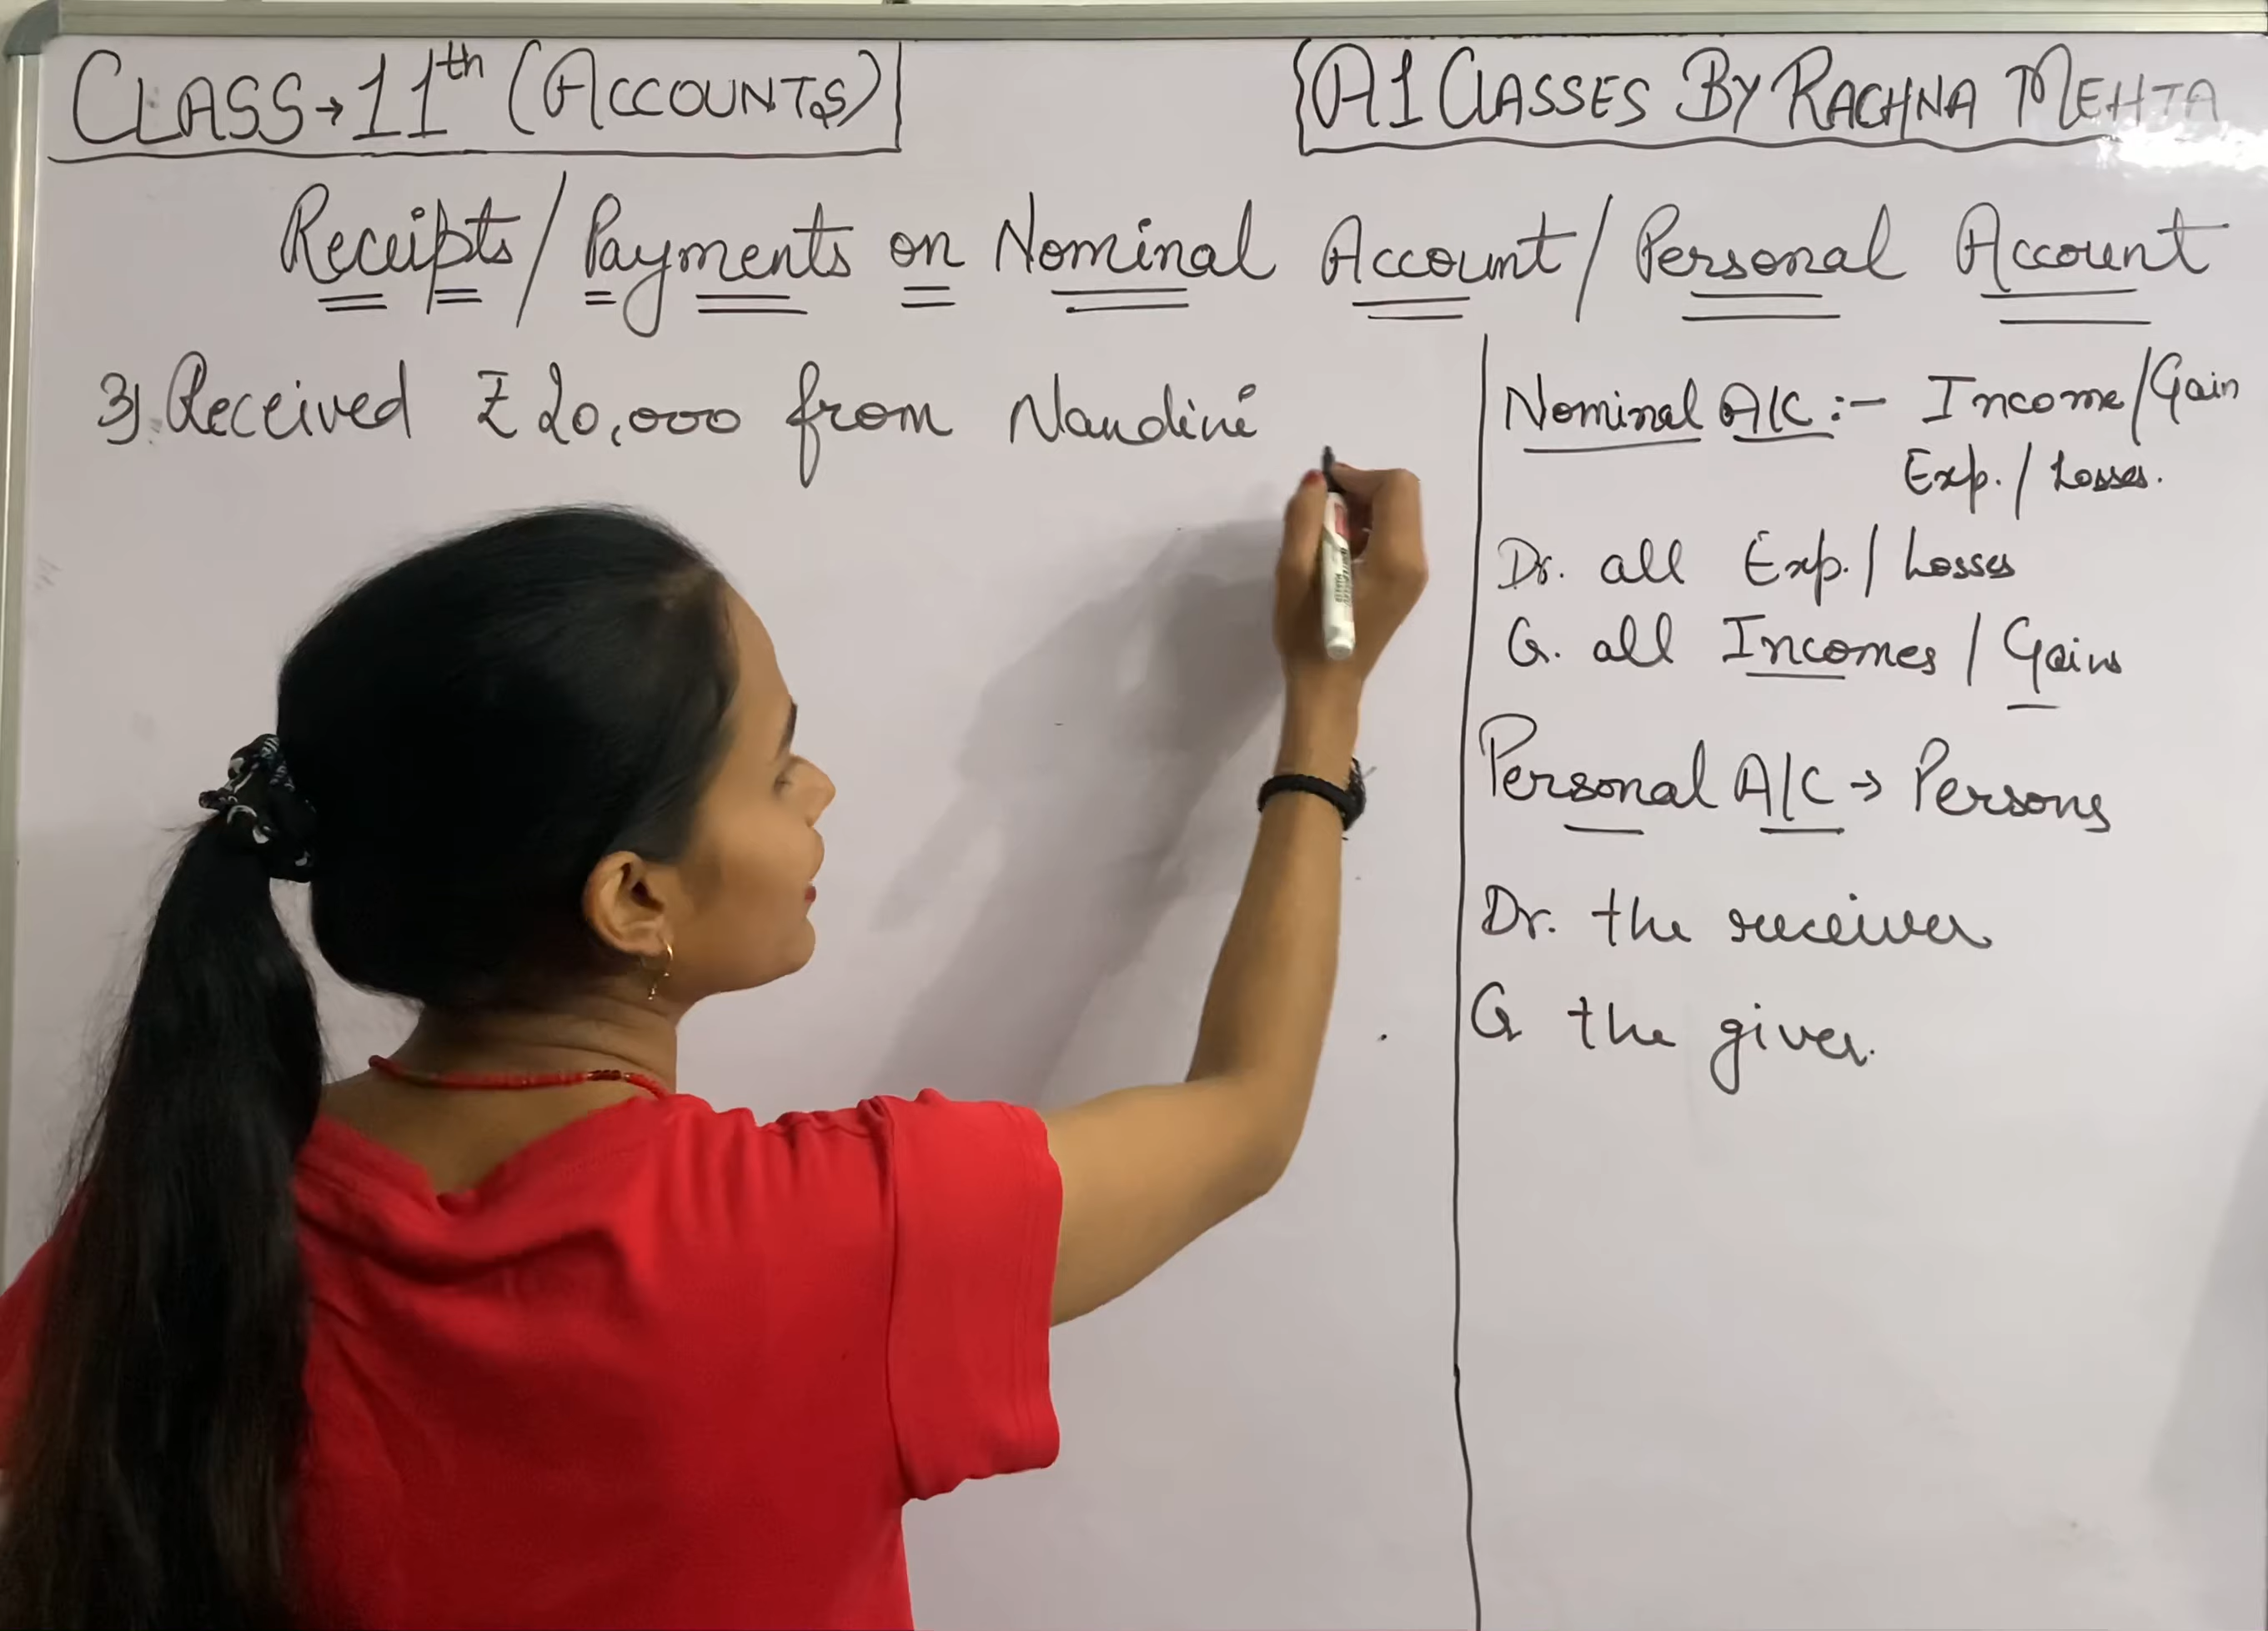 CLASS→11th (ACCOUNTS)
A1 CLASSES BY RACHNA MEHTA
Receipts/Payments on Nominal Account/Personal Account
3) Received ₹20,000 from Nandini
Nominal A/C :- Income/Gain
Exp./Losses.
Dr. all Exp./Losses
Cr. all Incomes/Gains
Personal A/C → Persons
Dr. the receiver
Cr the giver.